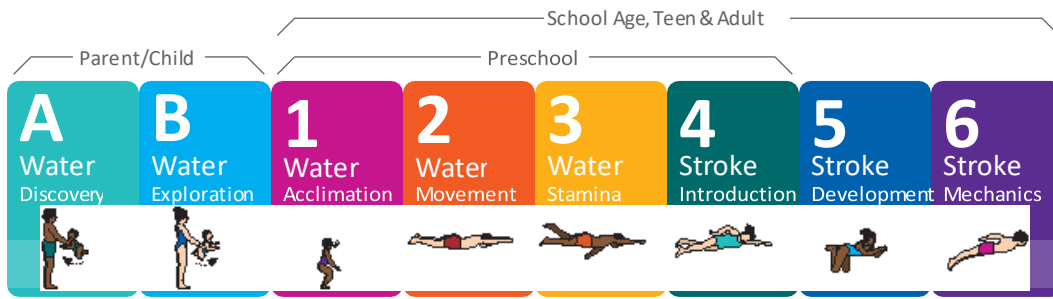 School Age, Teen & Adult
Parent/Child
Preschool
A
Water
Discovery
B
Water
Exploration
1
Water
Acclimation
2
Water
Movement
3
Water
Stamina
4
Stroke
Introduction
5
Stroke
Development
6
Stroke
Mechanics